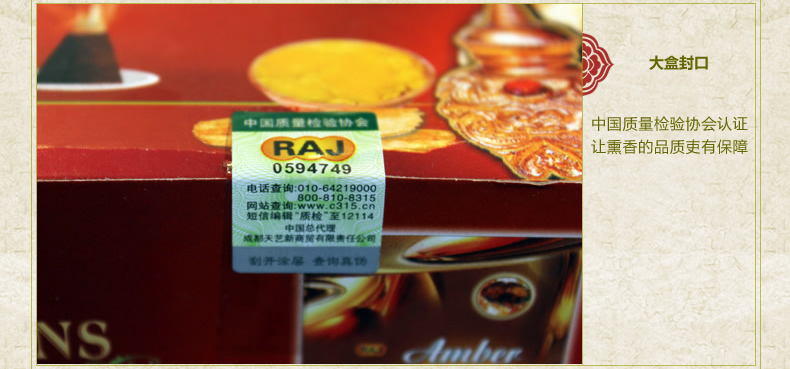 中国质量检验协会
RAJ
0594749
电话查询:010-64219000
800-810-8315
网站查询:www.c315.cn
短信编辑“质检”至12114
中国总代理
成都天艺新商贸有限责任公司
刮开涂层 查询真伪
NS
Amber
大盒封口
中国质量检验协会认证
让熏香的品质吏有保障